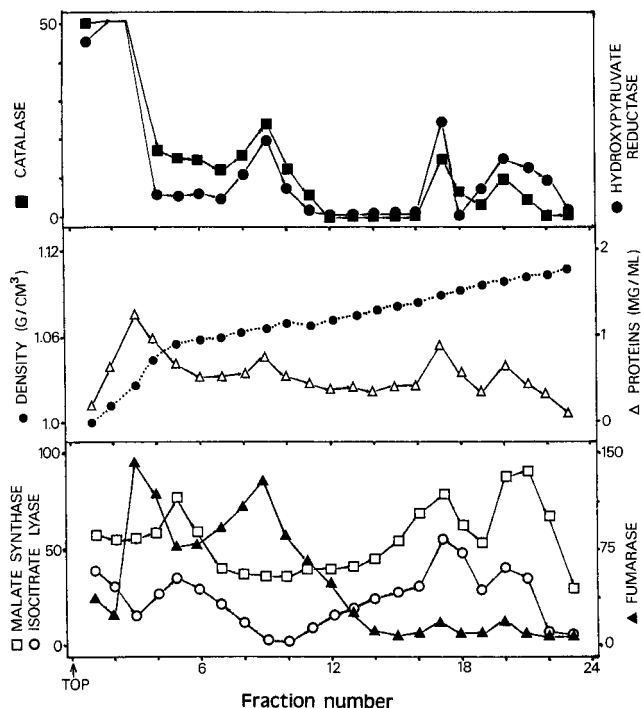 50
0
■ CATALASE
● HYDROXYPYRUVATE
REDUCTASE
1.12
1.06
1.0
● DENSITY (G/CM³)
2
1
0
△ PROTEINS (MG/ML)
100
50
0
□ MALATE SYNTHASE
○ ISOCITRATE LYASE
150
75
0
▲ FUMARASE
↑
TOP
6
12
18
24
Fraction number